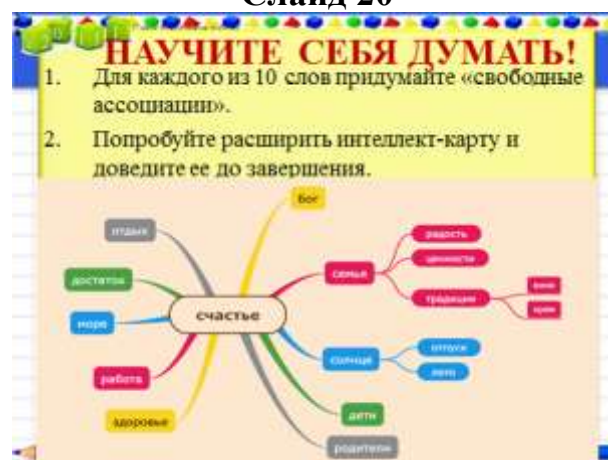 Слайд 20
НАУЧИТЕ СЕБЯ ДУМАТЬ!
1. Для каждого из 10 слов придумайте «свободные
ассоциации».
2. Попробуйте расширить интеллект-карту и
доведите ее до завершения.
Бог
отдых
радость
ценности
семья
достаток
традиции
счастье
море
отпуск
солнце
лето
работа
дети
здоровье
родители